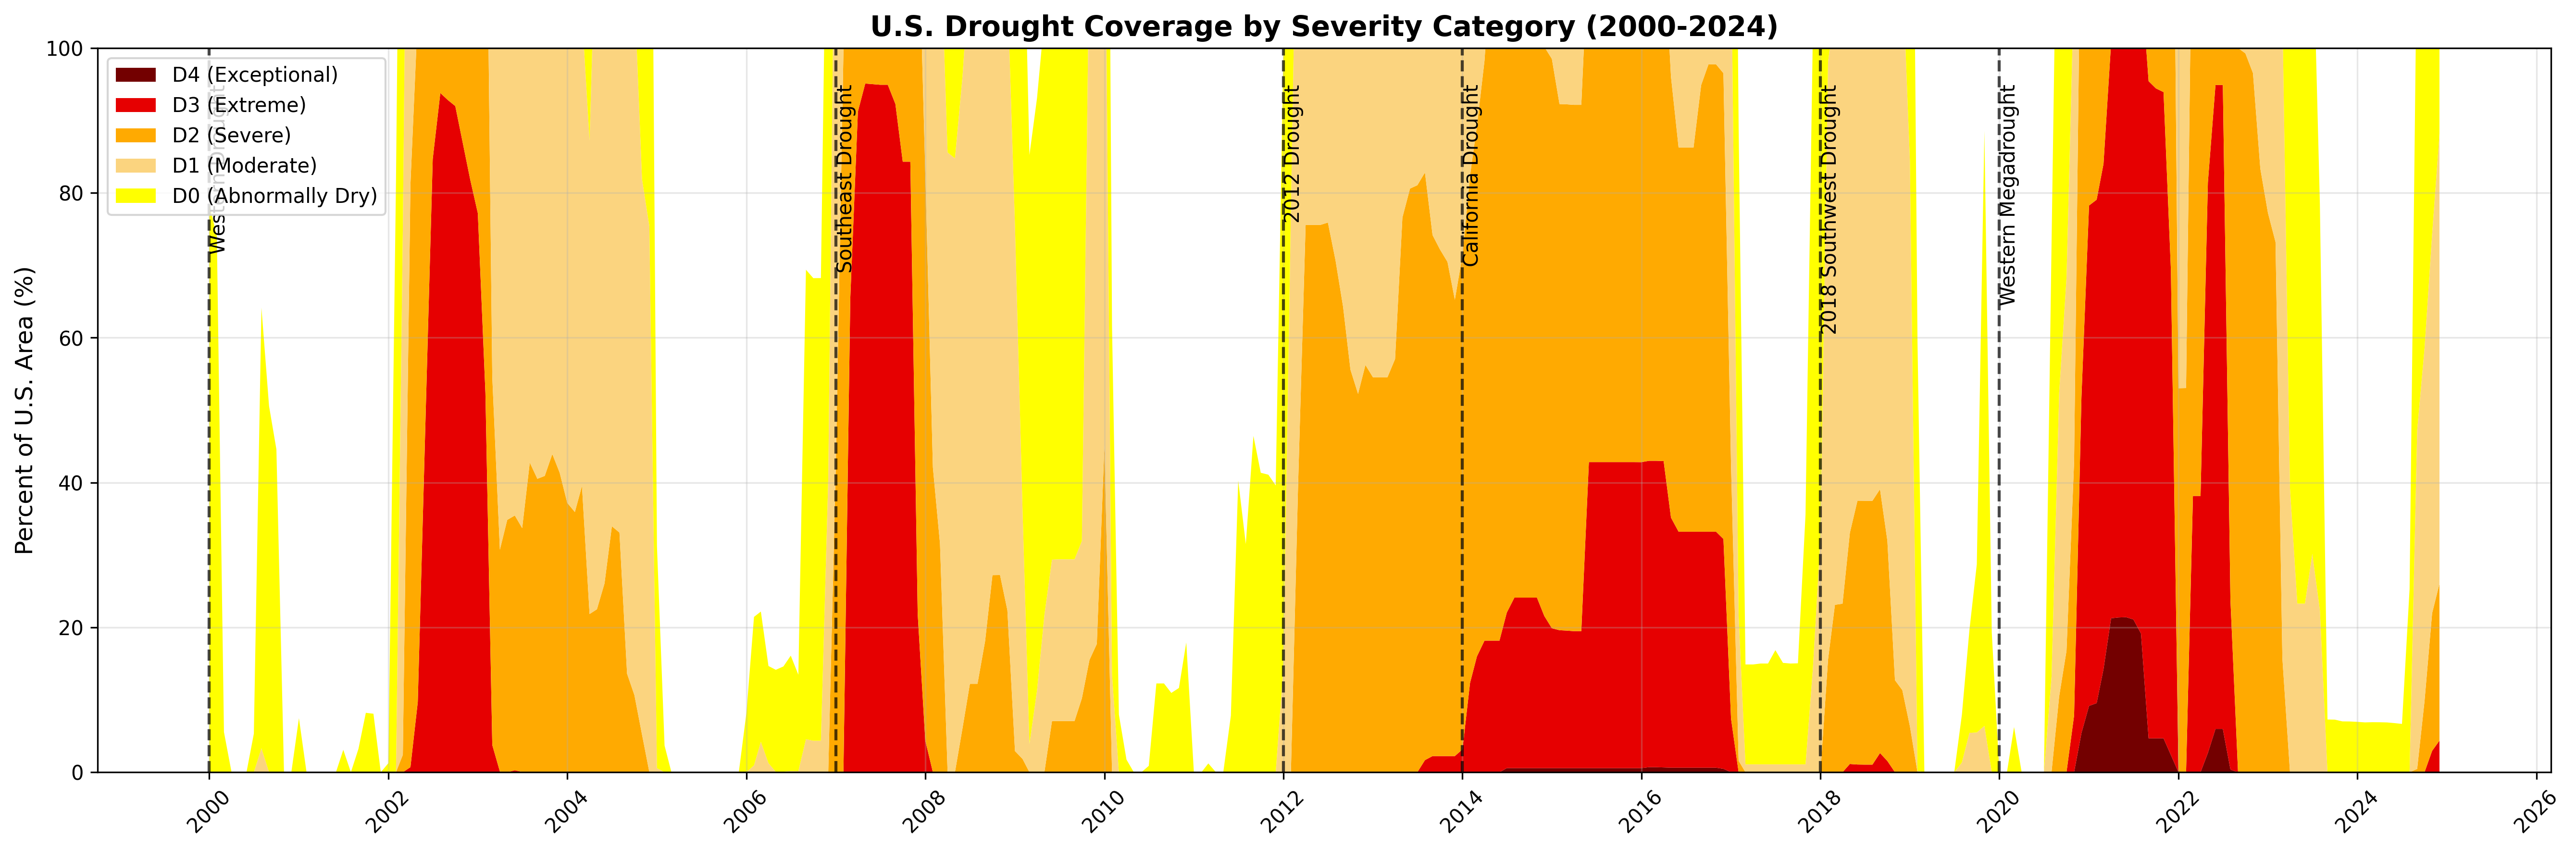 U.S. Drought Coverage by Severity Category (2000-2024)
Percent of U.S. Area (%)
100
80
60
40
20
0
D4 (Exceptional)
D3 (Extreme)
D2 (Severe)
D1 (Moderate)
D0 (Abnormally Dry)
Western Drought
Southeast Drought
2012 Drought
California Drought
2018 Southwest Drought
Western Megadrought
2000
2002
2004
2006
2008
2010
2012
2014
2016
2018
2020
2022
2024
2026